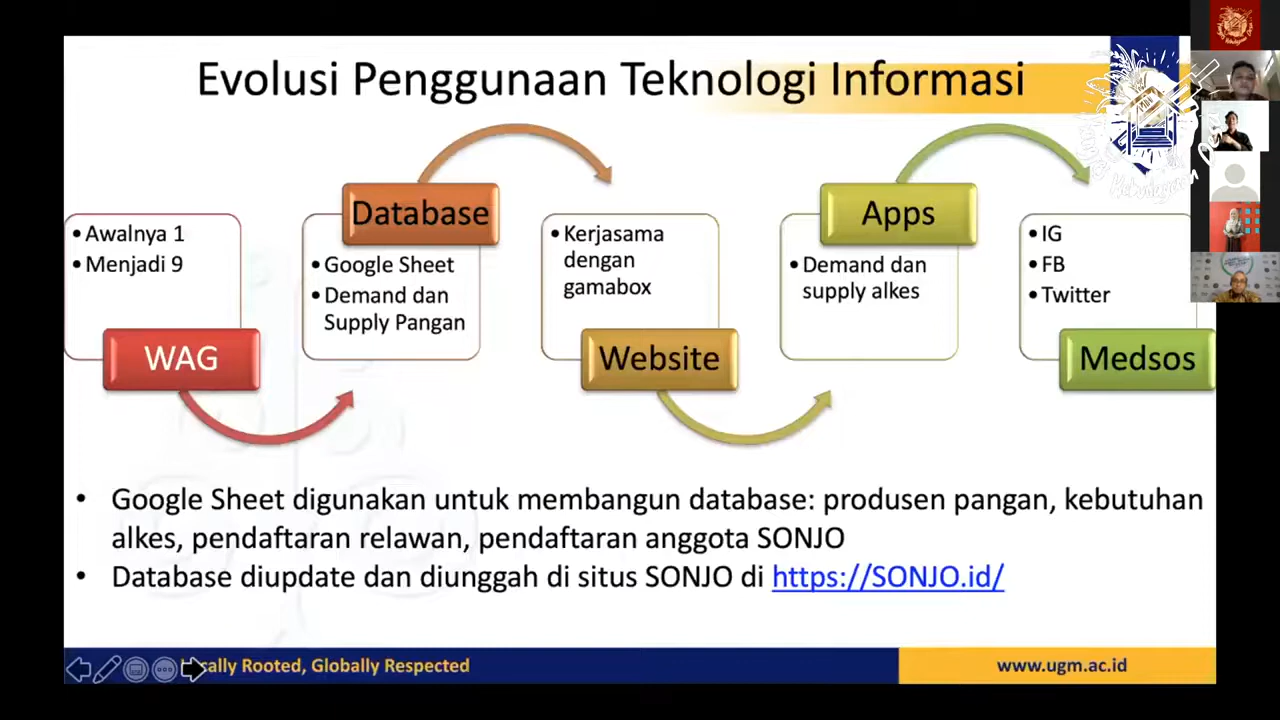 Evolusi Penggunaan Teknologi Informasi
• Awalnya 1
• Menjadi 9
WAG
Database
• Google Sheet
• Demand dan
Supply Pangan
• Kerjasama
dengan
gamabox
Website
Apps
• Demand dan
supply alkes
• IG
• FB
• Twitter
Medsos
• Google Sheet digunakan untuk membangun database: produsen pangan, kebutuhan
alkes, pendaftaran relawan, pendaftaran anggota SONJO
• Database diupdate dan diunggah di situs SONJO di https://SONJO.id/
Rooted, Globally Respected
www.ugm.ac.id